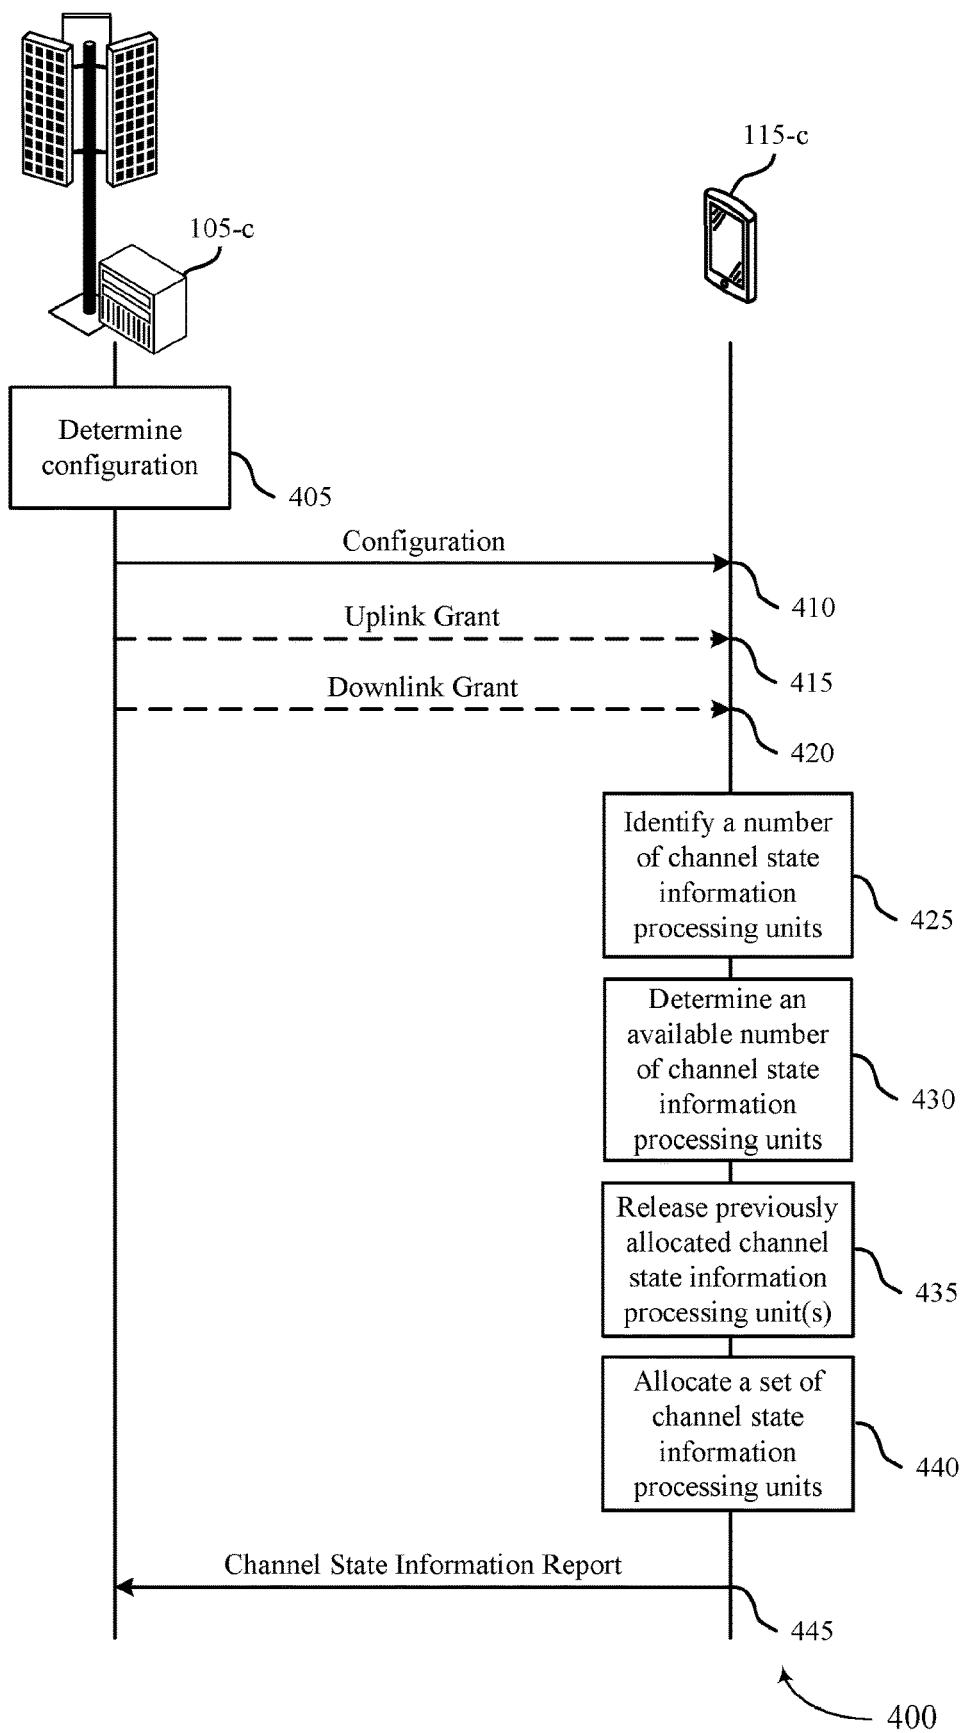 115-c
105-c
Determine
configuration
405
Configuration
410
Uplink Grant
415
Downlink Grant
420
Identify a number
of channel state
information
processing units
425
Determine an
available number
of channel state
information
processing units
430
Release previously
allocated channel
state information
processing unit(s)
435
Allocate a set of
channel state
information
processing units
440
Channel State Information Report
445
400